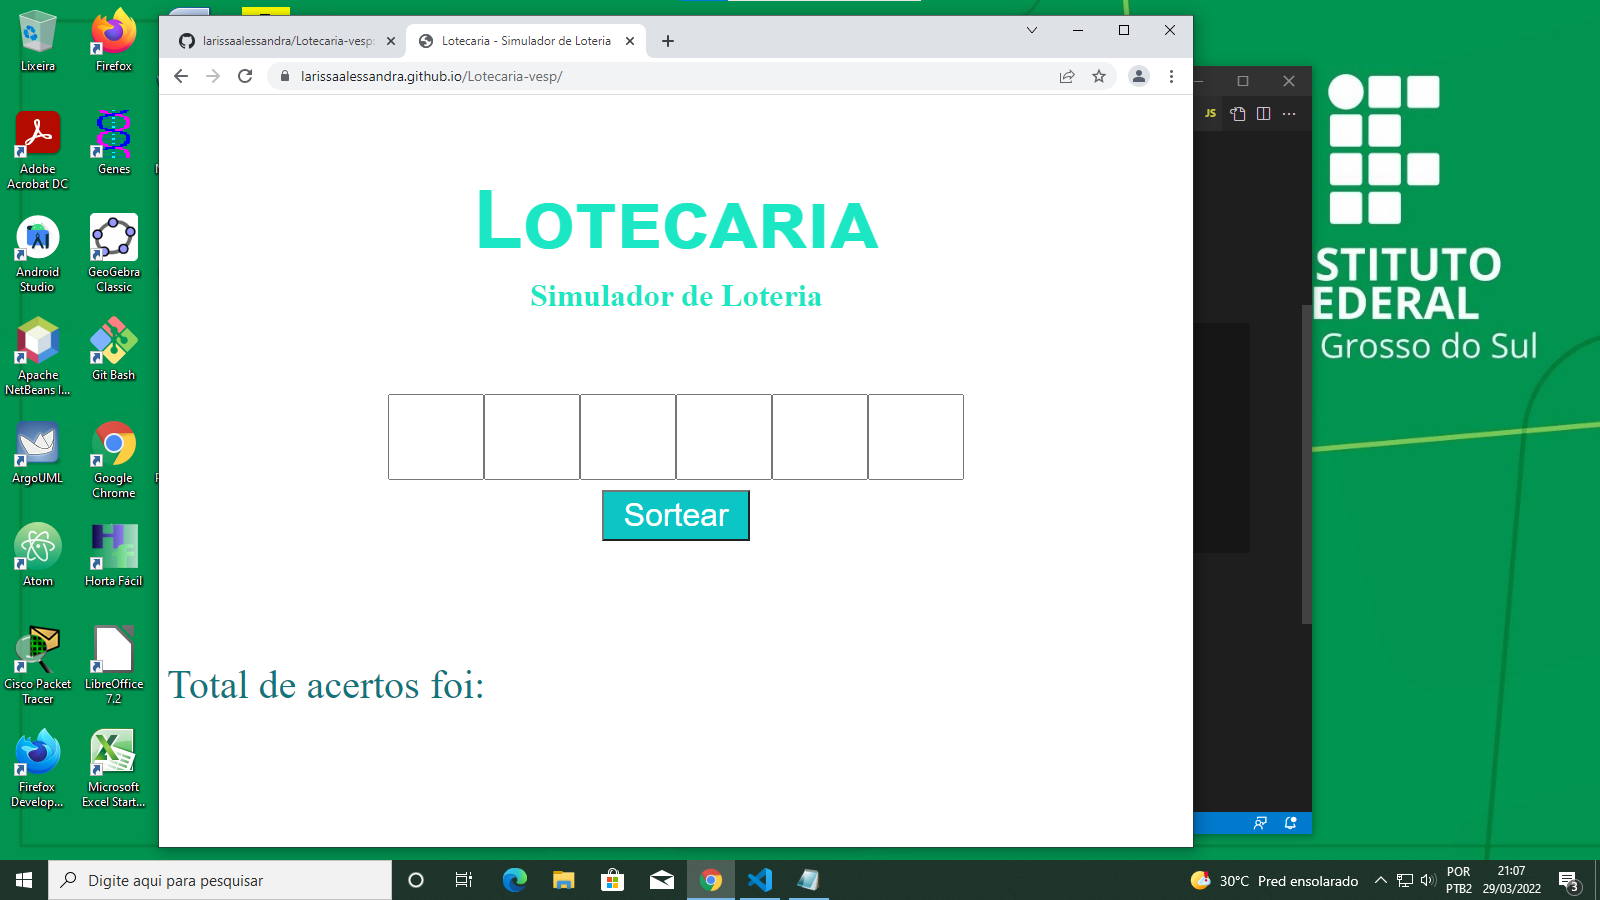 Lixeira
Firefox
Adobe
Acrobat DC
Genes
Android
Studio
GeoGebra
Classic
Apache
NetBeans I...
Git Bash
ArgoUML
Google
Chrome
Atom
Horta Fácil
Cisco Packet
Tracer
LibreOffice
7.2
Firefox
Develop...
Microsoft
Excel Start...
larissaalessandra/Lotecaria-vesp
Lotecaria - Simulador de Loteria
larissaalessandra.github.io/Lotecaria-vesp/
Lotecaria
Simulador de Loteria
Sortear
Total de acertos foi:
JS
STITUTO
EDERAL
Grosso do Sul
Digite aqui para pesquisar
30°C Pred ensolarado
POR
PTB2
21:07
29/03/2022
3